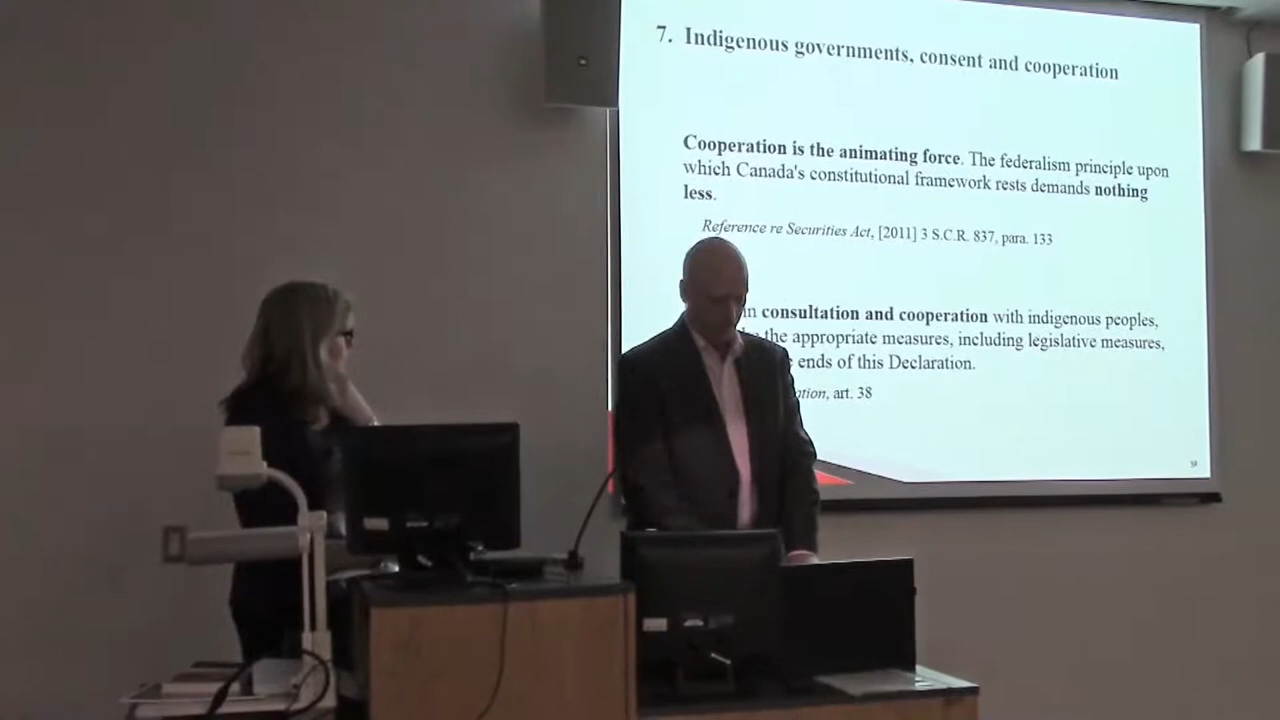 7. Indigenous governments, consent and cooperation
Cooperation is the animating force. The federalism principle upon
which Canada's constitutional framework rests demands nothing
less.
Reference re Securities Act, [2011] 3 S.C.R. 837, para. 133
in consultation and cooperation with indigenous peoples,
the appropriate measures, including legislative measures,
ends of this Declaration.
art. 38